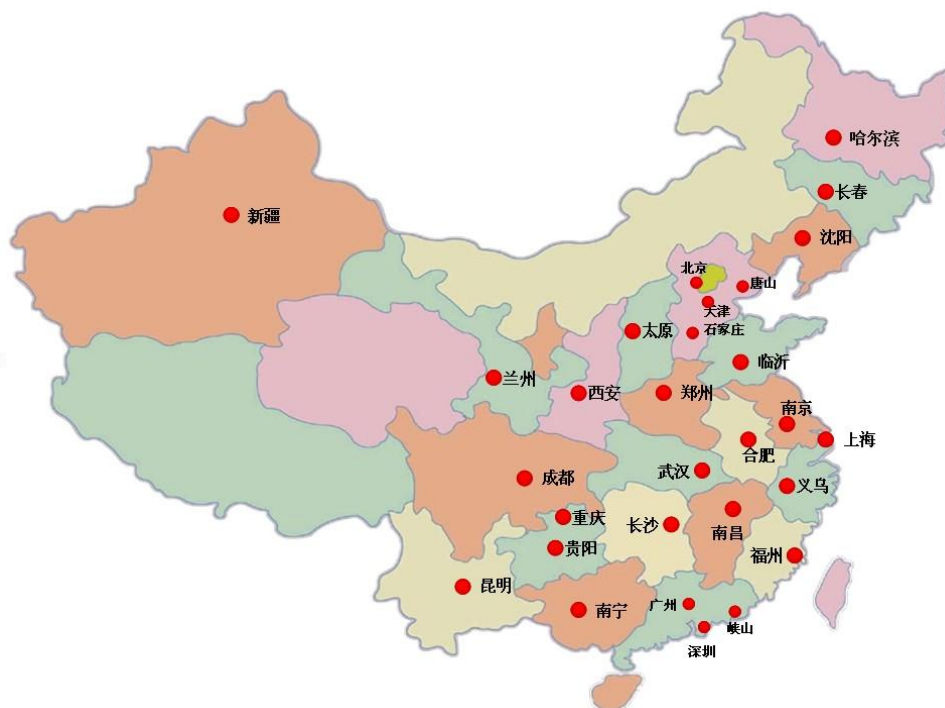 哈尔滨
长春
新疆
沈阳
北京
唐山
天津
太原
石家庄
临沂
兰州
西安
郑州
南京
上海
合肥
武汉
成都
义乌
重庆
长沙
南昌
贵阳
福州
昆明
南宁
广州
峡山
深圳